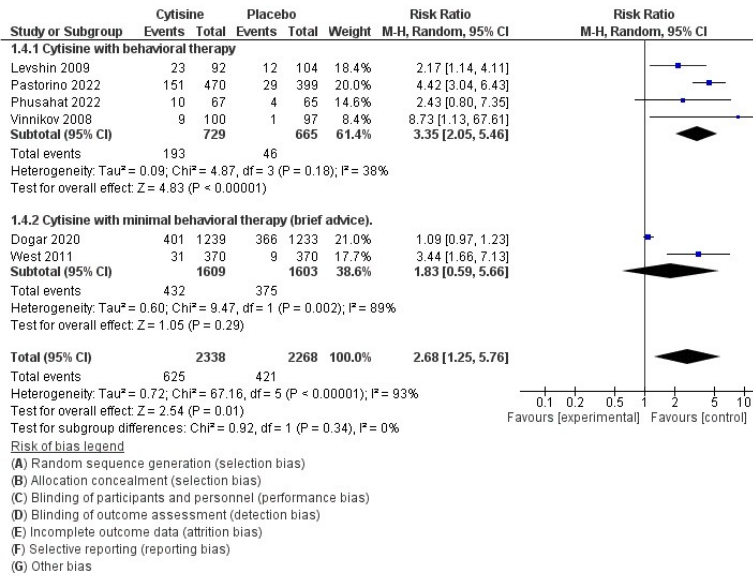 Cytisine Placebo Risk Ratio Risk Ratio
Study or Subgroup Events Total Events Total Weight M-H, Random, 95% CI M-H, Random, 95% CI
1.4.1 Cytisine with behavioral therapy
Levshin 2009 23 92 12 104 18.4% 2.17 [1.14, 4.11]
Pastorino 2022 151 470 29 399 20.0% 4.42 [3.04, 6.43]
Phusahat 2022 10 67 4 65 14.6% 2.43 [0.80, 7.35]
Vinnikov 2008 9 100 1 97 8.4% 8.73 [1.13, 67.61]
Subtotal (95% CI) 729 665 61.4% 3.35 [2.05, 5.46]
Total events 193 46
Heterogeneity: Tau² = 0.09; Chi² = 4.87, df = 3 (P = 0.18); I² = 38%
Test for overall effect: Z = 4.83 (P < 0.00001)
1.4.2 Cytisine with minimal behavioral therapy (brief advice).
Dogar 2020 401 1239 366 1233 21.0% 1.09 [0.97, 1.23]
West 2011 31 370 9 370 17.7% 3.44 [1.66, 7.13]
Subtotal (95% CI) 1609 1603 38.6% 1.83 [0.59, 5.66]
Total events 432 375
Heterogeneity: Tau² = 0.60; Chi² = 9.47, df = 1 (P = 0.002); I² = 89%
Test for overall effect: Z = 1.05 (P = 0.29)
Total (95% CI) 2338 2268 100.0% 2.68 [1.25, 5.76]
Total events 625 421
Heterogeneity: Tau² = 0.72; Chi² = 67.16, df = 5 (P < 0.00001); I² = 93%
Test for overall effect: Z = 2.54 (P = 0.01)
Test for subgroup differences: Chi² = 0.92, df = 1 (P = 0.34), I² = 0%
0.1 0.2 0.5 1 2 5 10
Favours [experimental] Favours [control]
Risk of bias legend
(A) Random sequence generation (selection bias)
(B) Allocation concealment (selection bias)
(C) Blinding of participants and personnel (performance bias)
(D) Blinding of outcome assessment (detection bias)
(E) Incomplete outcome data (attrition bias)
(F) Selective reporting (reporting bias)
(G) Other bias